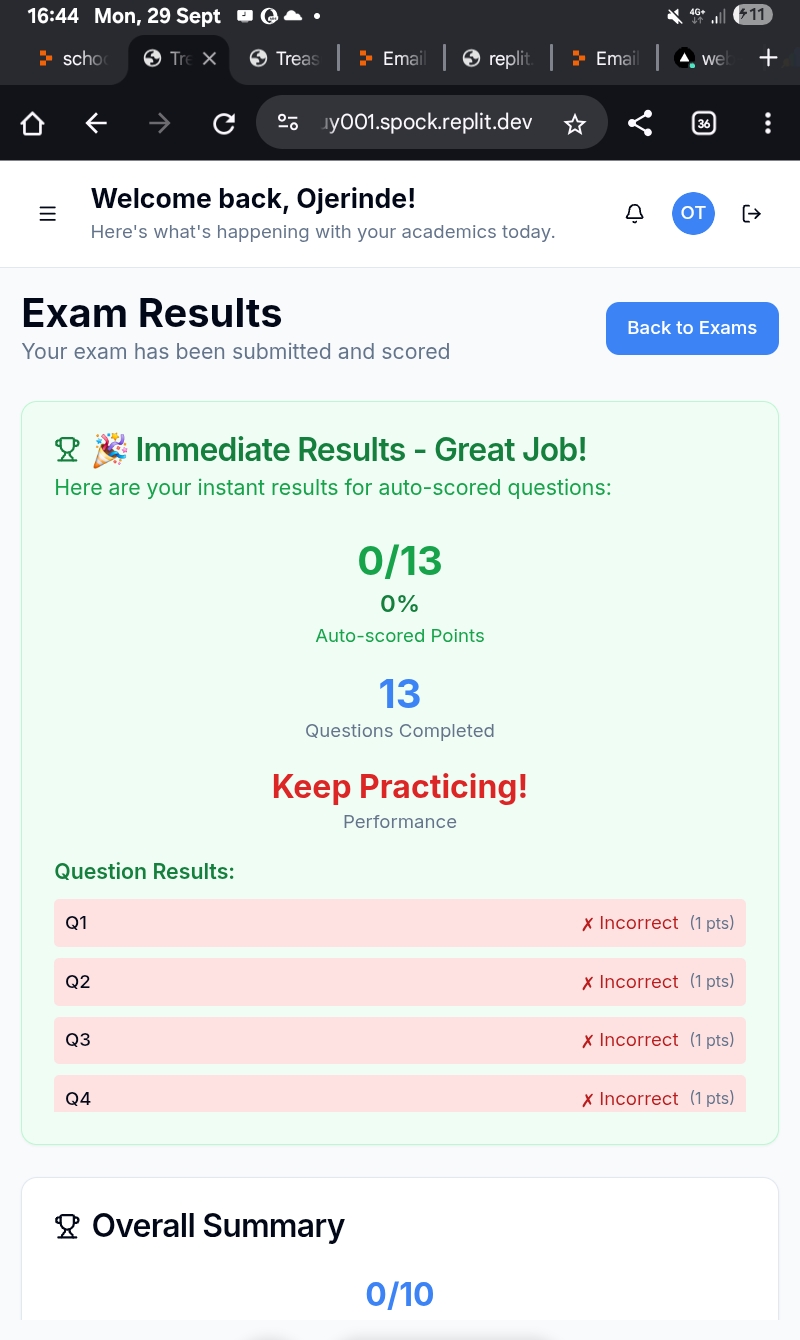 16:44 Mon, 29 Sept
4G+ 11
schoo Tre Treas Email replit. Email web
y001.spock.replit.dev 36
Welcome back, Ojerinde!
Here's what's happening with your academics today.
OT
Exam Results
Your exam has been submitted and scored
Back to Exams
🎉 Immediate Results - Great Job!
Here are your instant results for auto-scored questions:
0/13
0%
Auto-scored Points
13
Questions Completed
Keep Practicing!
Performance
Question Results:
Q1 ✗ Incorrect (1 pts)
Q2 ✗ Incorrect (1 pts)
Q3 ✗ Incorrect (1 pts)
Q4 ✗ Incorrect (1 pts)
Overall Summary
0/10